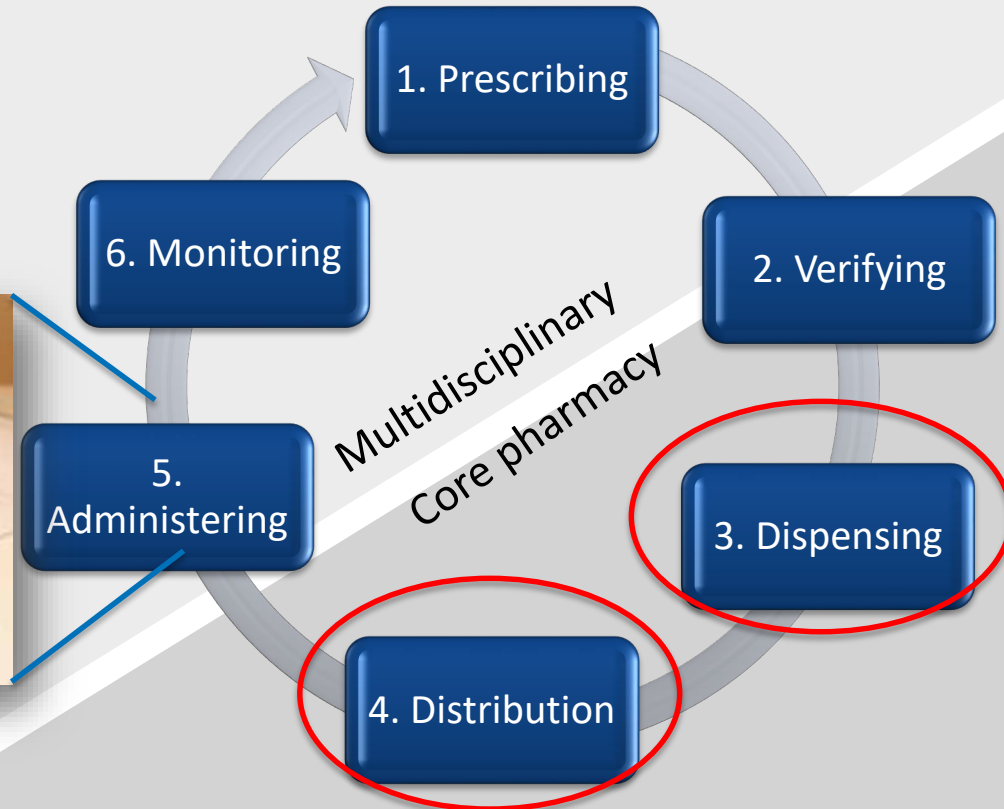 1. Prescribing
2. Verifying
3. Dispensing
4. Distribution
5.
Administering
6. Monitoring
Multidisciplinary
Core pharmacy